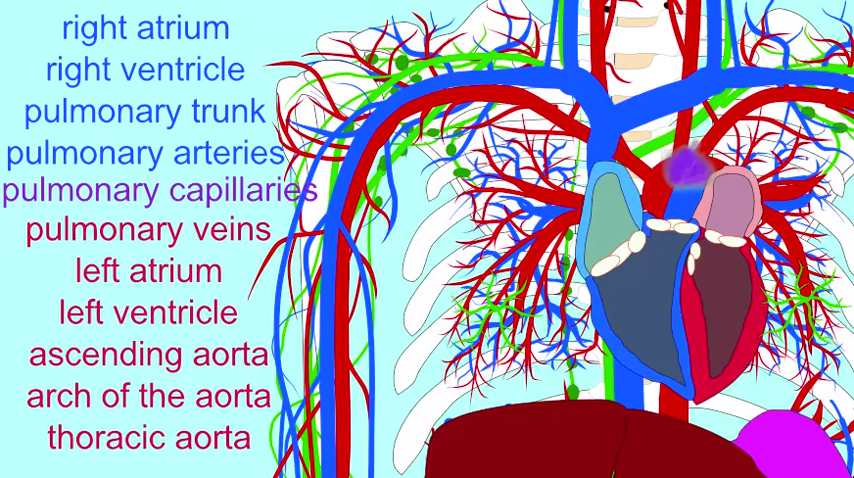 right atrium
right ventricle
pulmonary trunk
pulmonary arteries
pulmonary capillaries
pulmonary veins
left atrium
left ventricle
ascending aorta
arch of the aorta
thoracic aorta